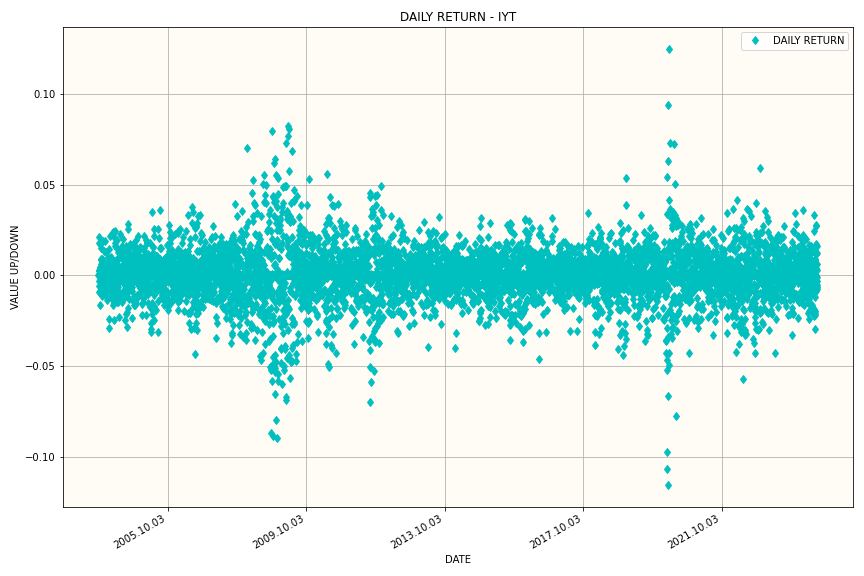 DAILY RETURN - IYT
DAILY RETURN
0.10
0.05
0.00
−0.05
−0.10
VALUE UP/DOWN
2005.10.03
2009.10.03
2013.10.03
2017.10.03
2021.10.03
DATE